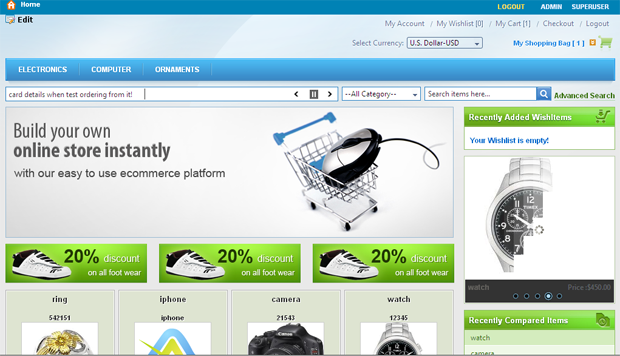 Home
LOGOUT ADMIN SUPERUSER
Edit
My Account / My Wishlist [0] / My Cart [1] / Checkout / Logout
Select Currency: U.S. Dollar-USD
My Shopping Bag [ 1 ]
ELECTRONICS COMPUTER ORNAMENTS
card details when test ordering from it!
--All Category--
Search items here...
Advanced Search
Build your own
online store instantly
with our easy to use ecommerce platform
Recently Added WishItems
Your Wishlist is empty!
TIMEX
watch Price :$450.00
20% discount
on all foot wear
20% discount
on all foot wear
20% discount
on all foot wear
ring iphone camera watch
542151 iphone 21543 12345
Recently Compared Items
watch
camera